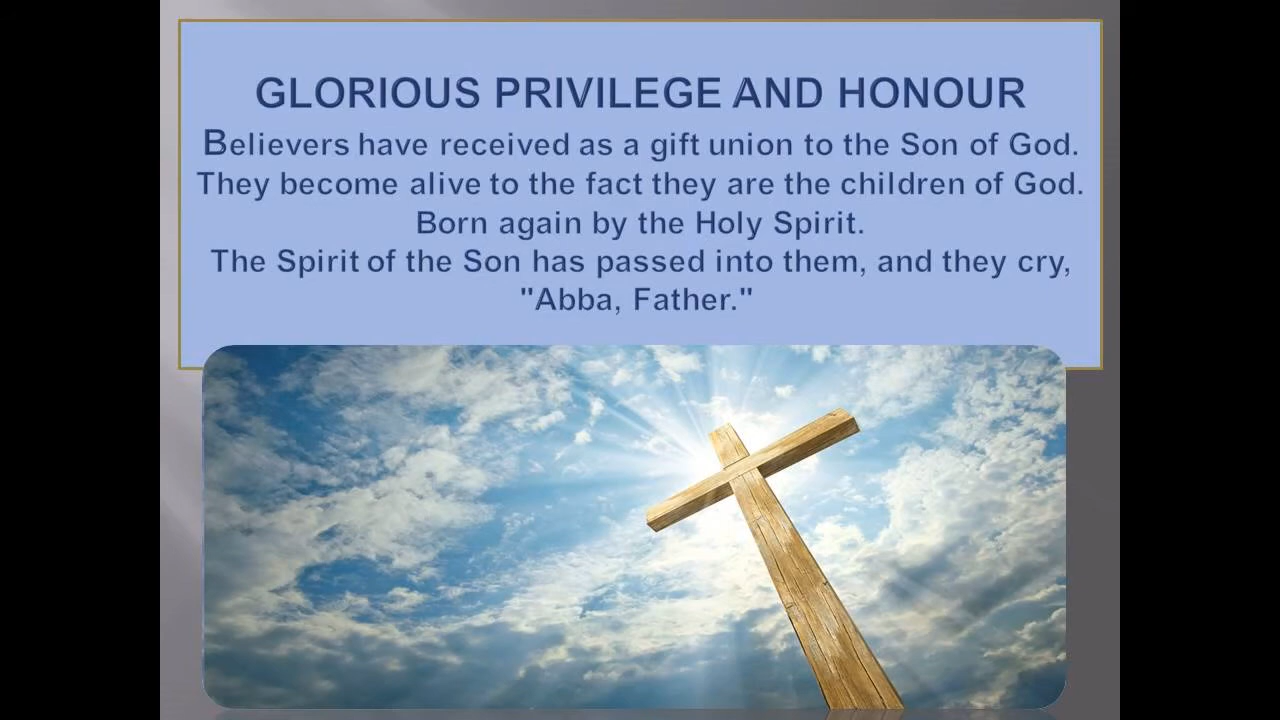 GLORIOUS PRIVILEGE AND HONOUR
Believers have received as a gift union to the Son of God.
They become alive to the fact they are the children of God.
Born again by the Holy Spirit.
The Spirit of the Son has passed into them, and they cry,
"Abba, Father."